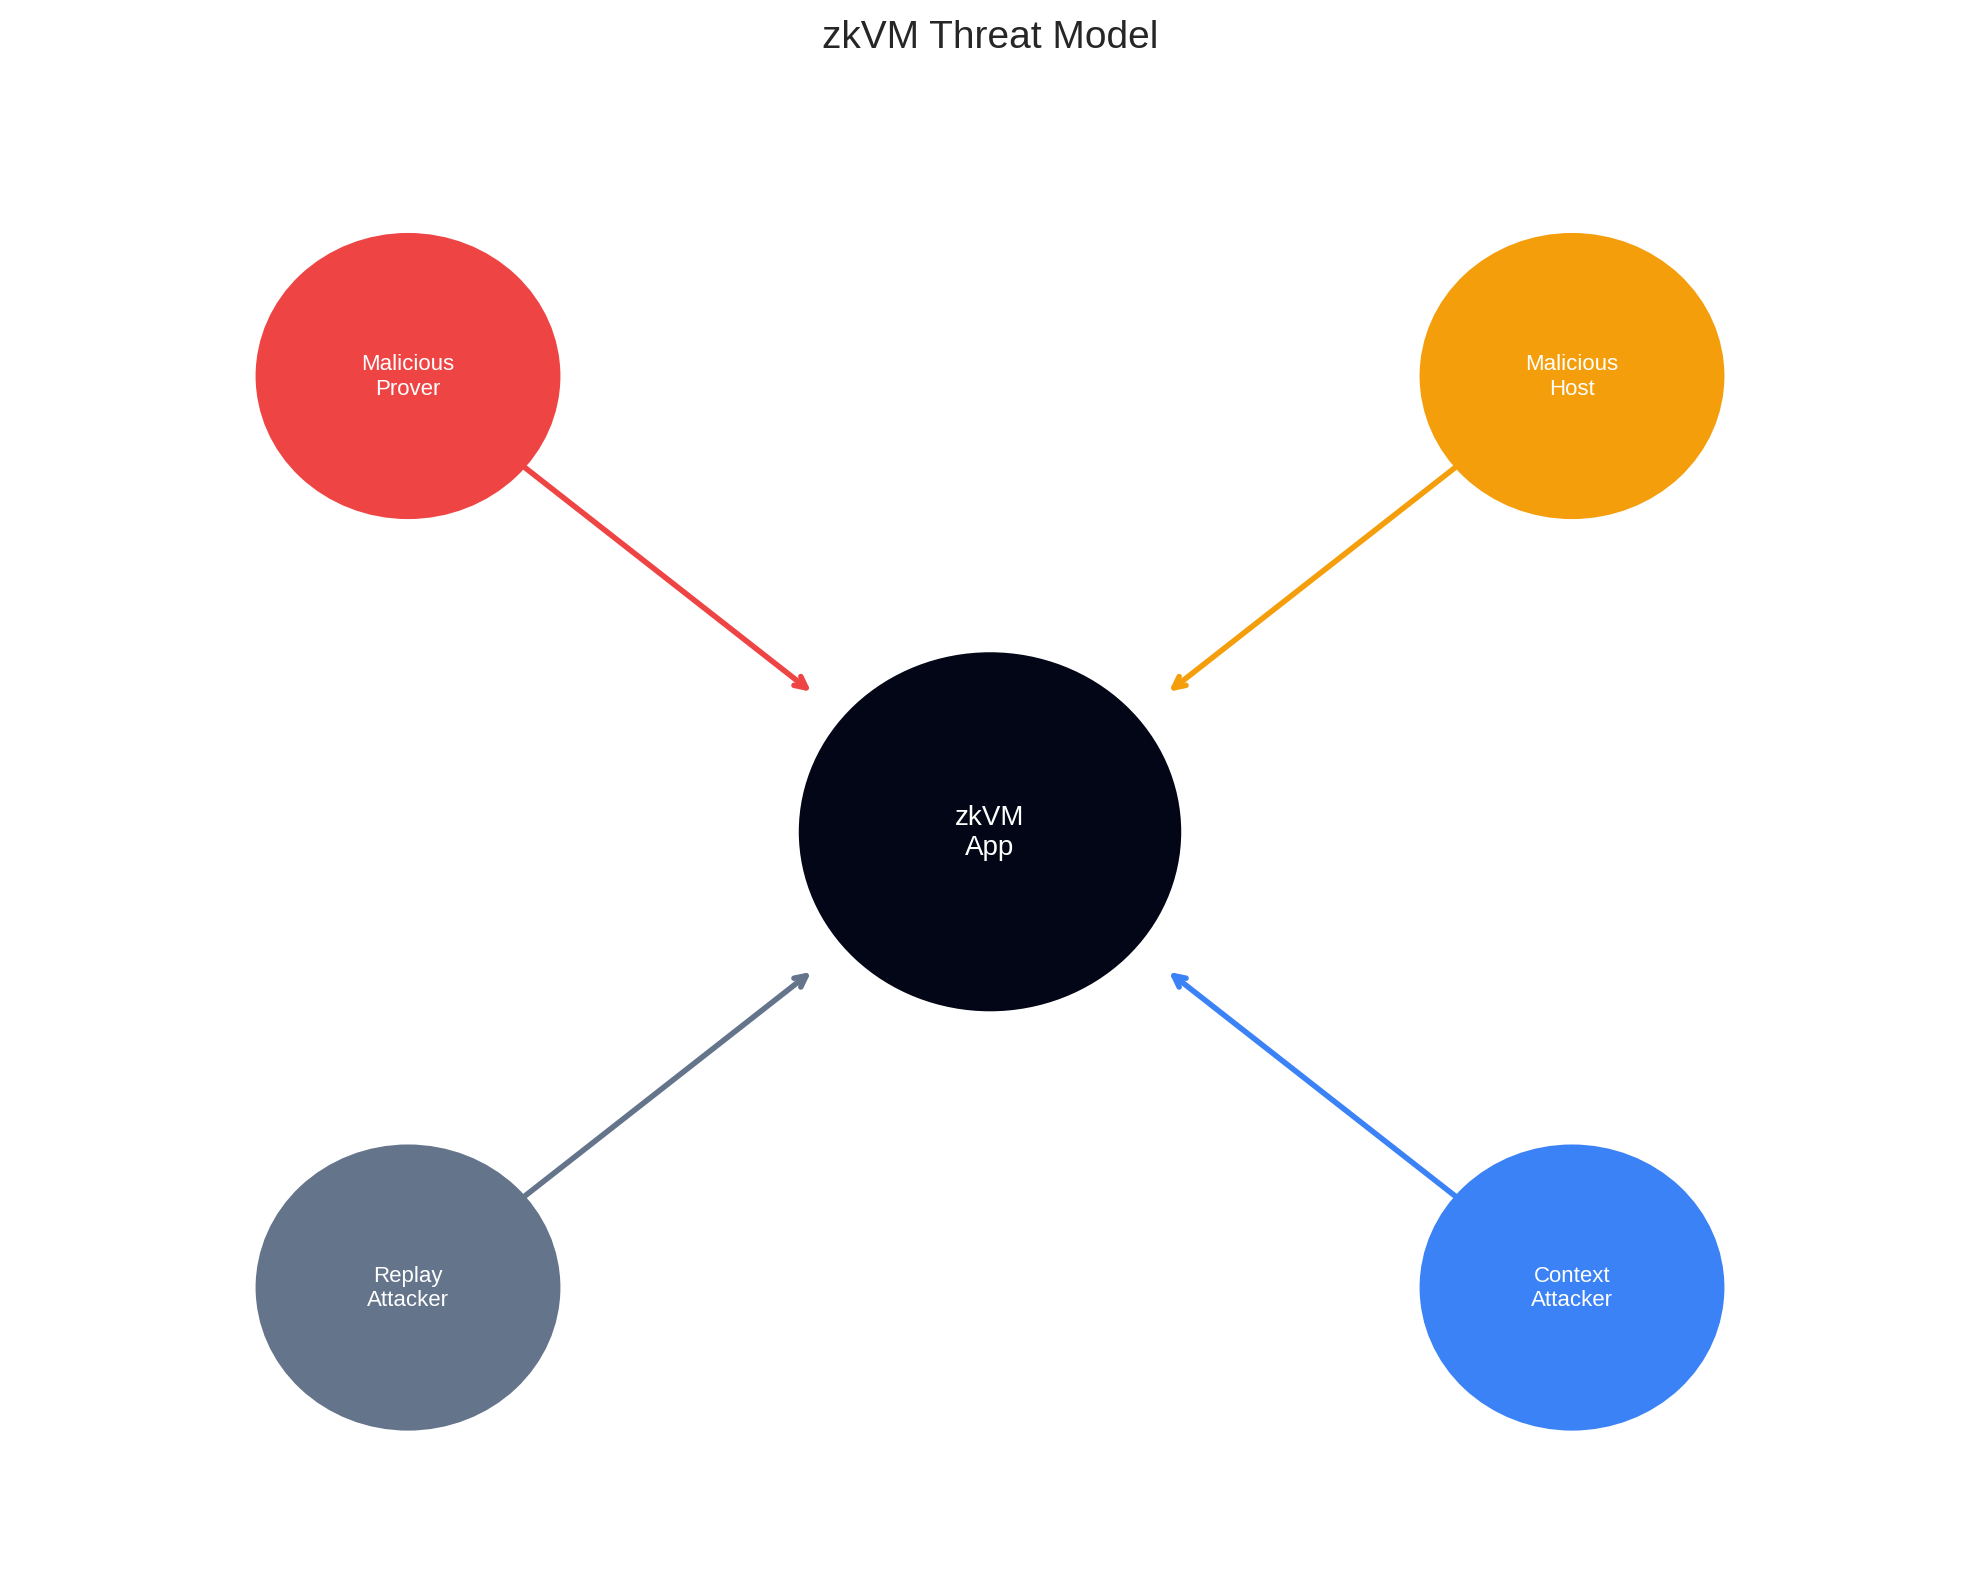 zkVM Threat Model
Malicious
Prover
Malicious
Host
zkVM
App
Replay
Attacker
Context
Attacker